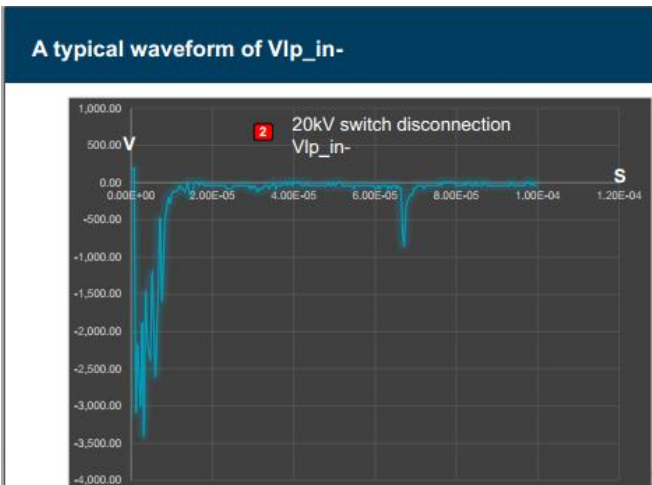 A typical waveform of VIp_in-
1,000.00
2 20kV switch disconnection
VIp_in-
500.00
V
0.00
S
0.00E+00 2.00E-05 4.00E-05 6.00E-05 8.00E-05 1.00E-04 1.20E-04
-500.00
-1,000.00
-1,500.00
-2,000.00
-2,500.00
-3,000.00
-3,500.00
-4,000.00